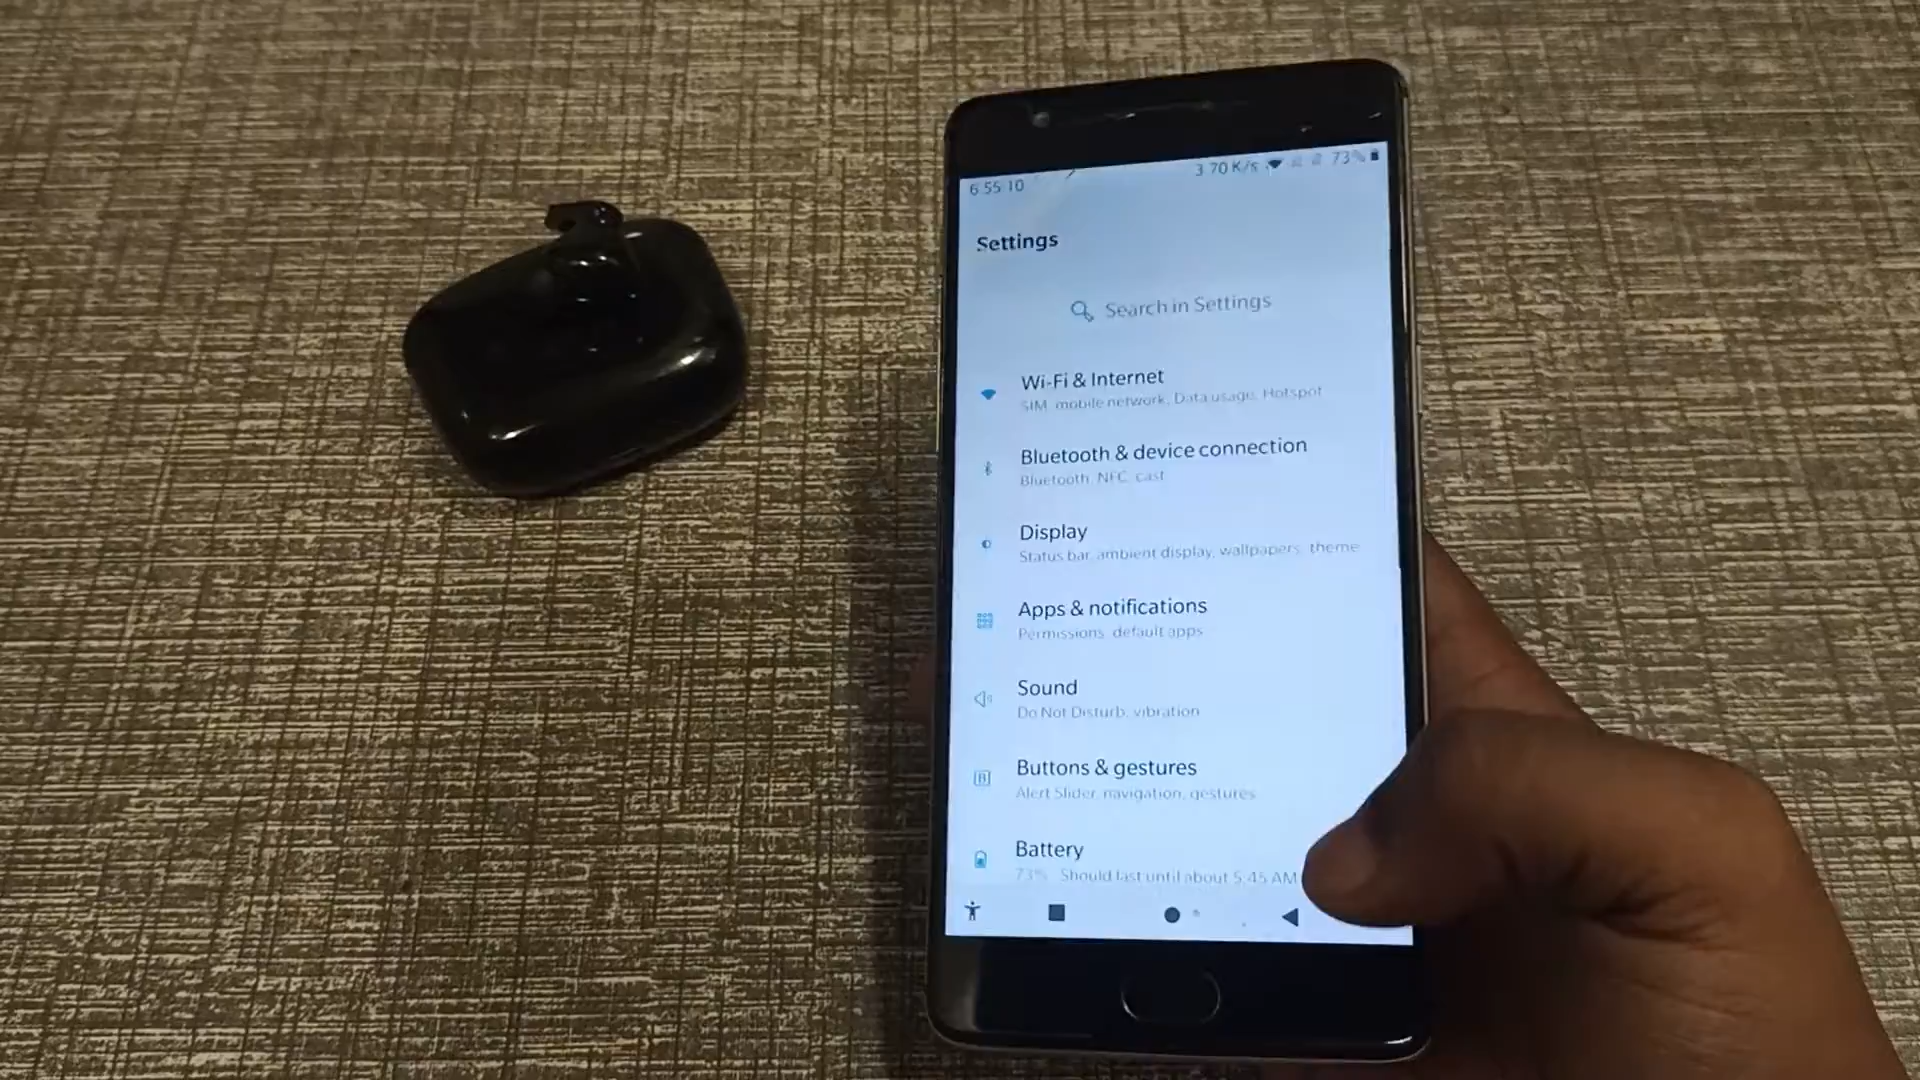 6 55 10 3 70 K/s 73%
Settings
Search in Settings
Wi-Fi & Internet
SIM, mobile network, Data usage, Hotspot
Bluetooth & device connection
Bluetooth, NFC, cast
Display
Status bar, ambient display, wallpapers, theme
Apps & notifications
Permissions, default apps
Sound
Do Not Disturb, vibration
Buttons & gestures
Alert Slider, navigation, gestures
Battery
73% Should last until about 5 45 AM